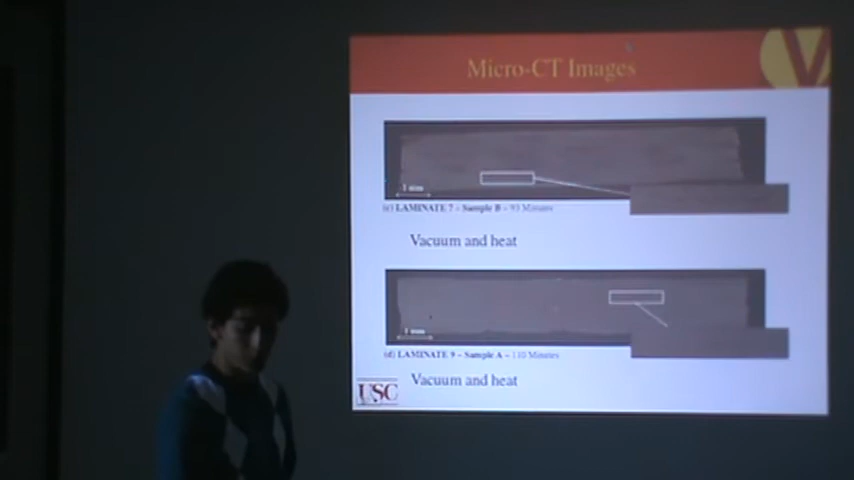 Micro-CT Images
1 mm
(c) LAMINATE 7 – Sample B – 93 Minutes
Vacuum and heat
1 mm
(d) LAMINATE 9 – Sample A – 110 Minutes
Vacuum and heat
USC